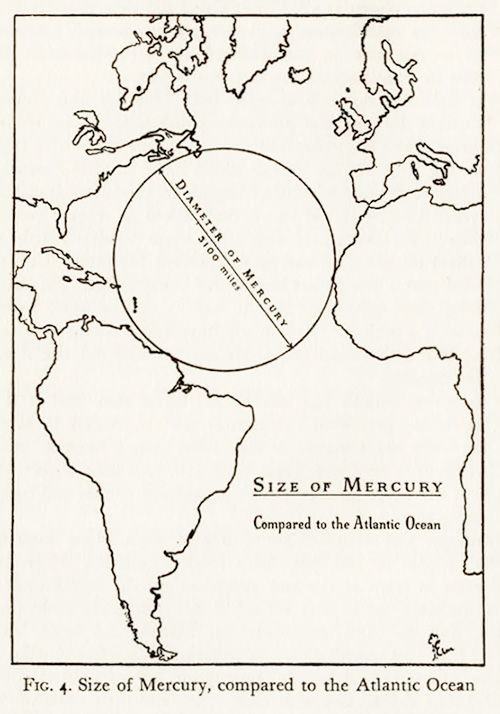 DIAMETER OF MERCURY
3100 miles
SIZE OF MERCURY
Compared to the Atlantic Ocean
FIG. 4. Size of Mercury, compared to the Atlantic Ocean